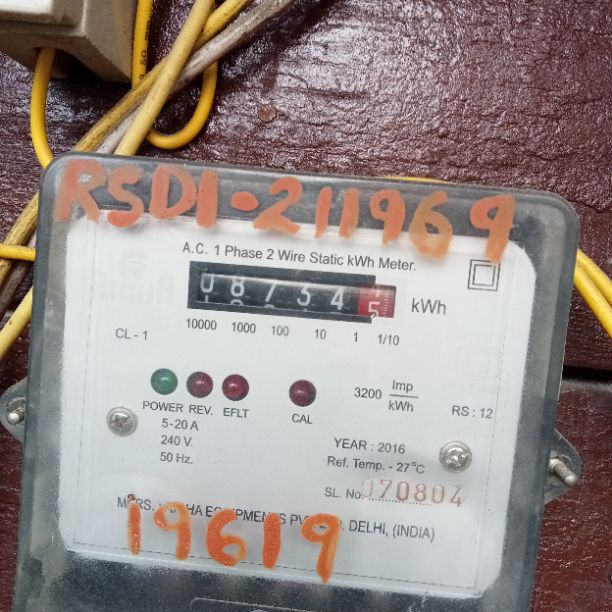 RSD1-211969
A.C. 1 Phase 2 Wire Static kWh Meter.
08734 kWh
10000 1000 100 10 1 1/10
CL - 1
3200 Imp/kWh
POWER REV. EFLT CAL
RS : 12
5-20 A
240 V.
50 Hz.
YEAR : 2016
Ref. Temp. - 27°C
SL. No. 070804
DELHI, (INDIA)
19619